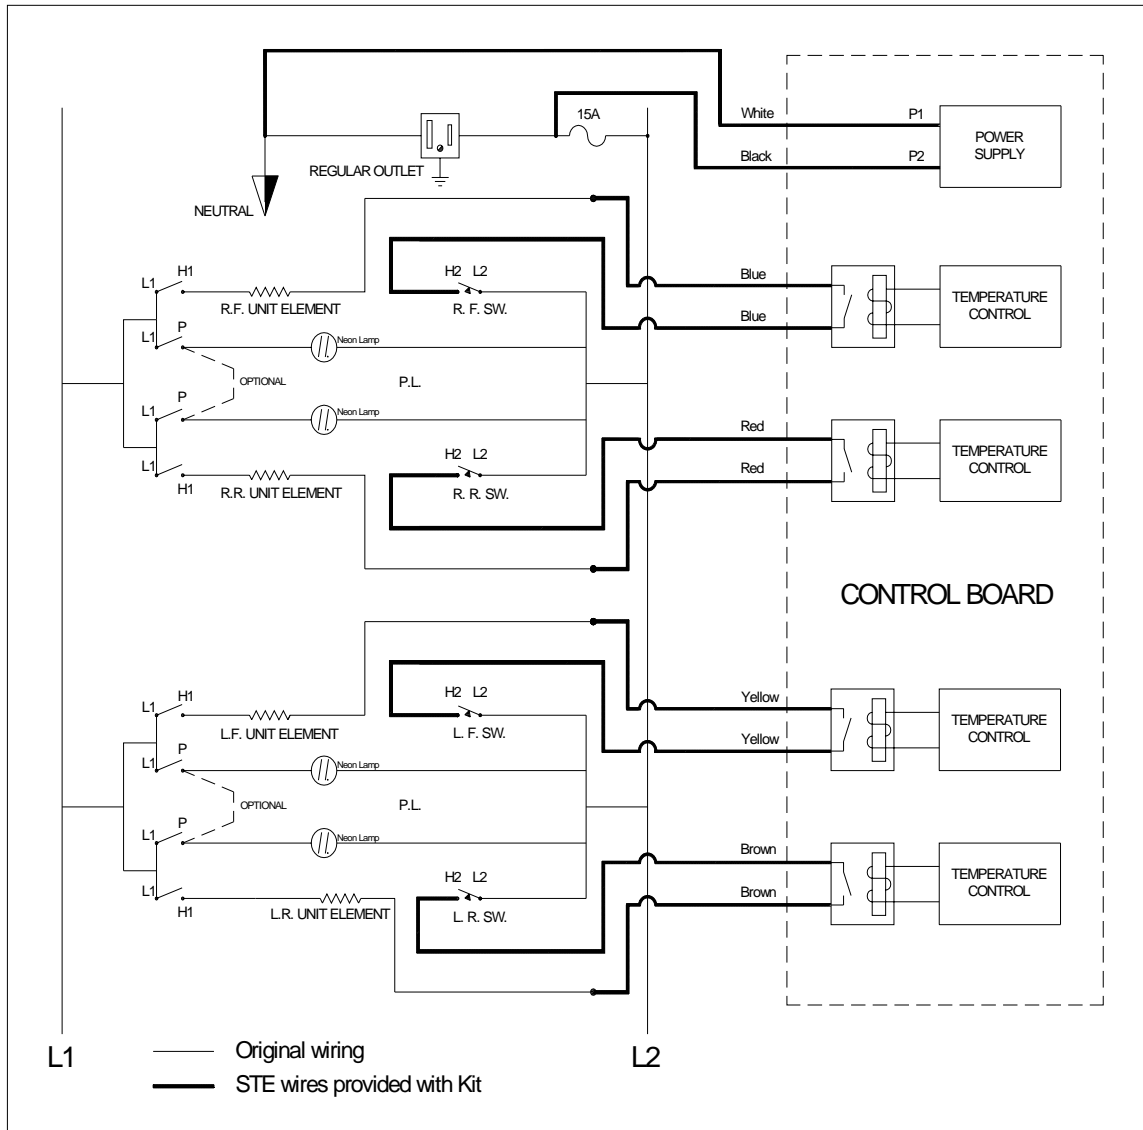 15A
White
P1
POWER
SUPPLY
Black
P2
REGULAR OUTLET
NEUTRAL
L1
H1
R.F. UNIT ELEMENT
H2 L2
R. F. SW.
Blue
Blue
TEMPERATURE
CONTROL
L1
P
Neon Lamp
OPTIONAL
P.L.
L1
P
Neon Lamp
L1
H1
R.R. UNIT ELEMENT
H2 L2
R. R. SW.
Red
Red
TEMPERATURE
CONTROL
CONTROL BOARD
L1
H1
L.F. UNIT ELEMENT
H2 L2
L. F. SW.
Yellow
Yellow
TEMPERATURE
CONTROL
L1
P
Neon Lamp
OPTIONAL
P.L.
L1
P
Neon Lamp
L1
H1
L.R. UNIT ELEMENT
H2 L2
L. R. SW.
Brown
Brown
TEMPERATURE
CONTROL
L1
L2
Original wiring
STE wires provided with Kit